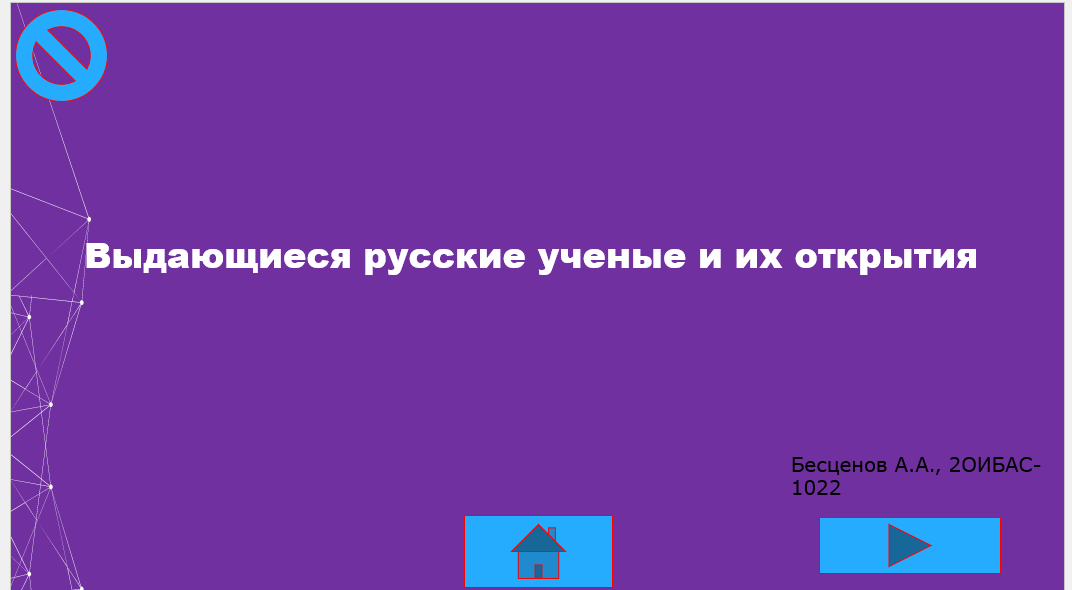 Выдающиеся русские ученые и их открытия
Бесценов А.А., 2ОИБАС-
1022